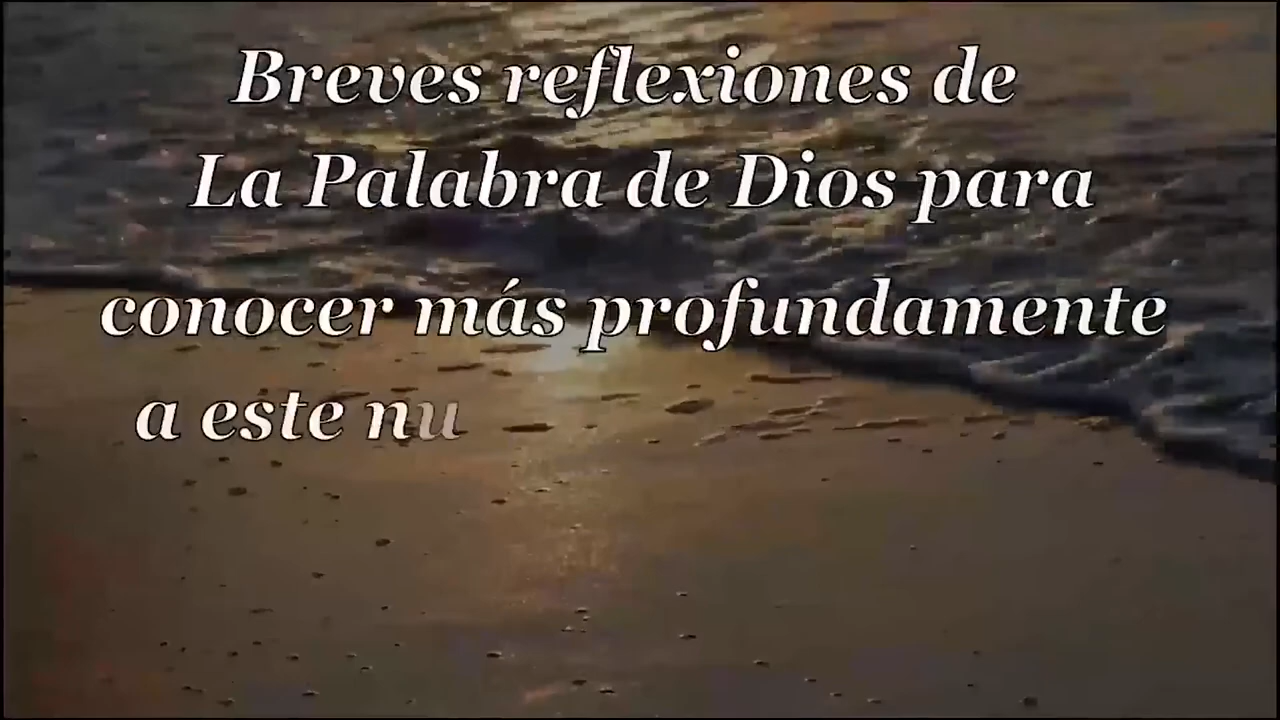 Breves reflexiones de
La Palabra de Dios para
conocer más profundamente
a este nu